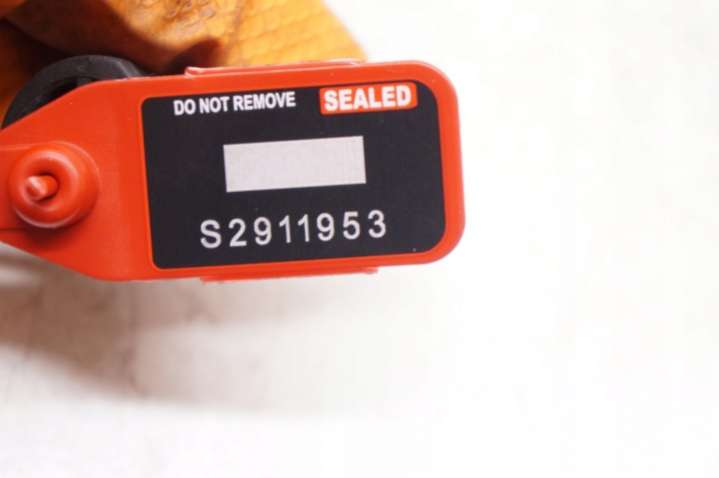 DO NOT REMOVE SEALED
S2911953